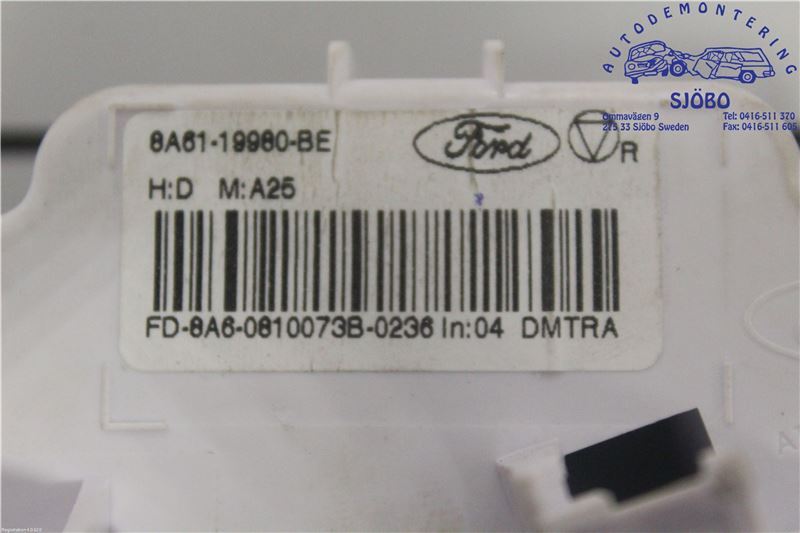 AUTODEMONTERING
SJÖBO
Ommavägen 9
275 33 Sjöbo Sweden
Tel: 0416-511 370
Fax: 0416-511 605
8A61-19980-BE
Ford
R
H:D M:A25
FD-8A6-0810073B-0236 In:04 DMTRA